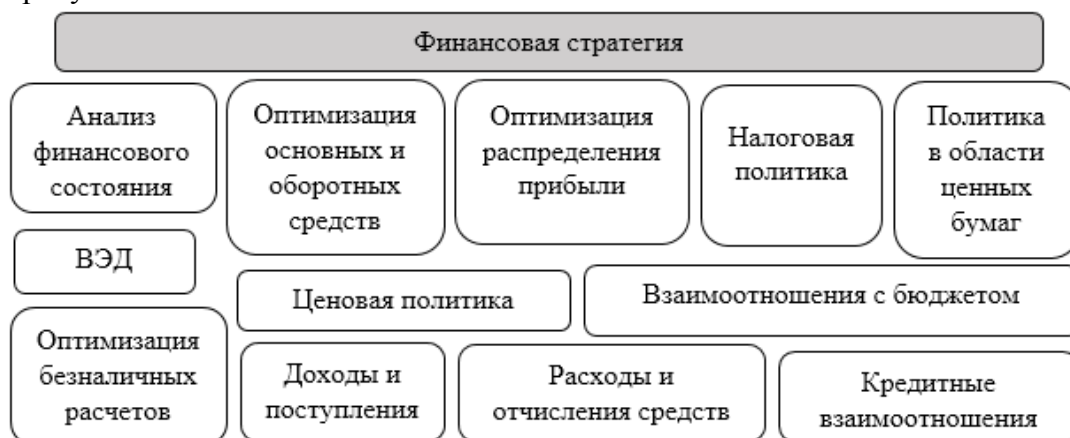 Финансовая стратегия
Анализ
финансового
состояния
Оптимизация
основных и
оборотных
средств
Оптимизация
распределения
прибыли
Налоговая
политика
Политика
в области
ценных
бумаг
ВЭД
Ценовая политика
Взаимоотношения с бюджетом
Оптимизация
безналичных
расчетов
Доходы и
поступления
Расходы и
отчисления средств
Кредитные
взаимоотношения